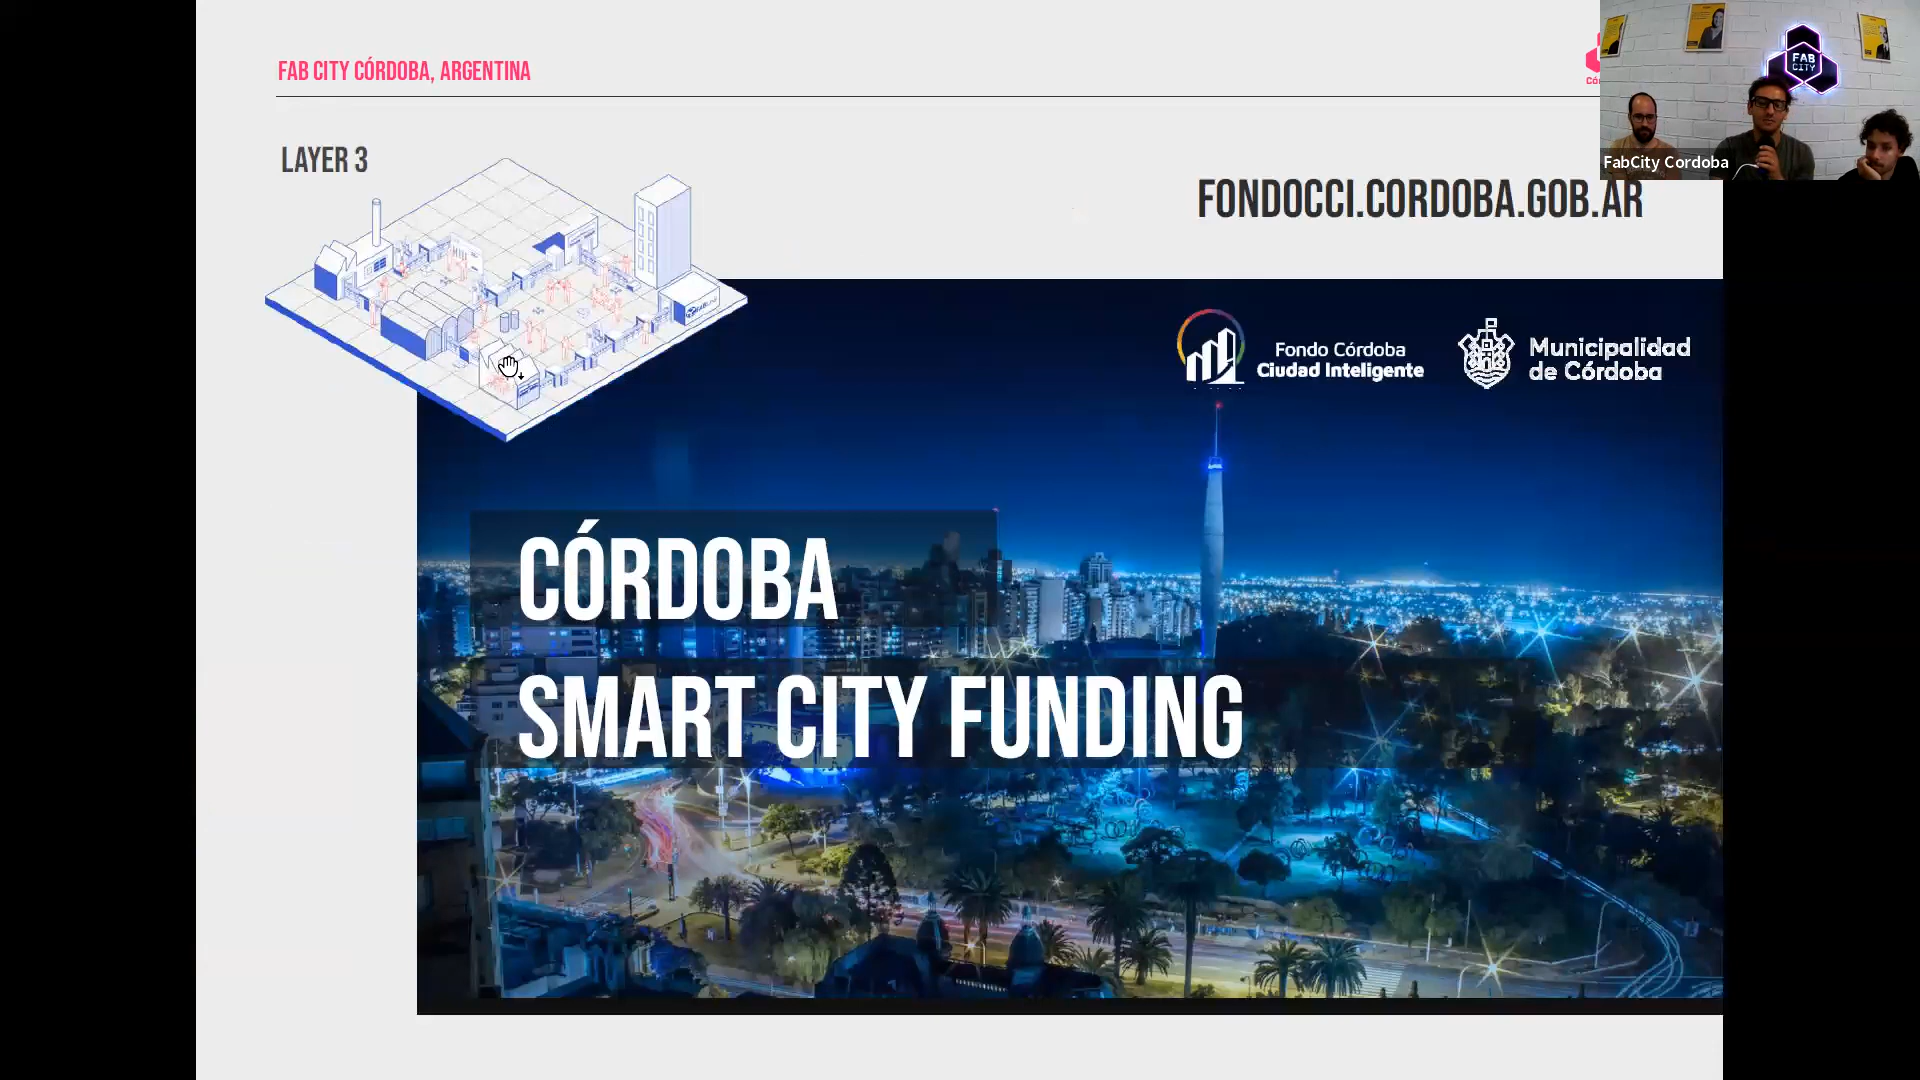 FAB CITY CÓRDOBA, ARGENTINA
LAYER 3
FONDOCCI.CORDOBA.GOB.AR
FAB
CITY
FabCity Cordoba
Fondo Córdoba
Ciudad Inteligente
Municipalidad
de Córdoba
CÓRDOBA
SMART CITY FUNDING